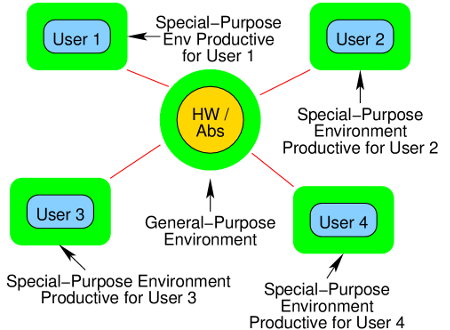 User 1
Special−Purpose
Env Productive
for User 1
User 2
Special−Purpose
Environment
Productive for User 2
HW /
Abs
General−Purpose
Environment
User 3
Special−Purpose Environment
Productive for User 3
User 4
Special−Purpose
Environment
Productive for User 4